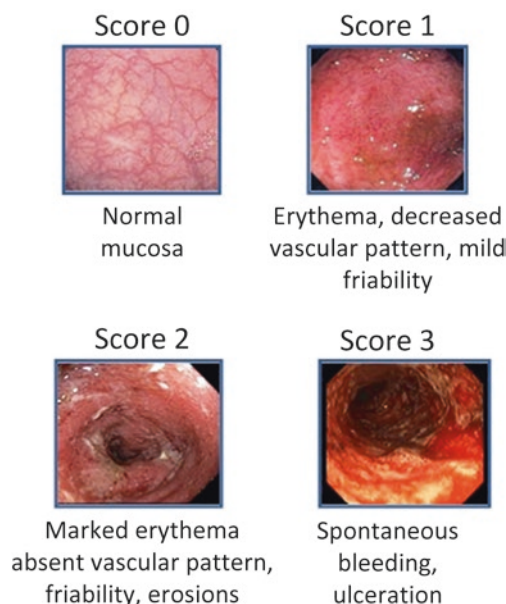 Score 0
Normal
mucosa
Score 1
Erythema, decreased
vascular pattern, mild
friability
Score 2
Marked erythema
absent vascular pattern,
friability, erosions
Score 3
Spontaneous
bleeding,
ulceration